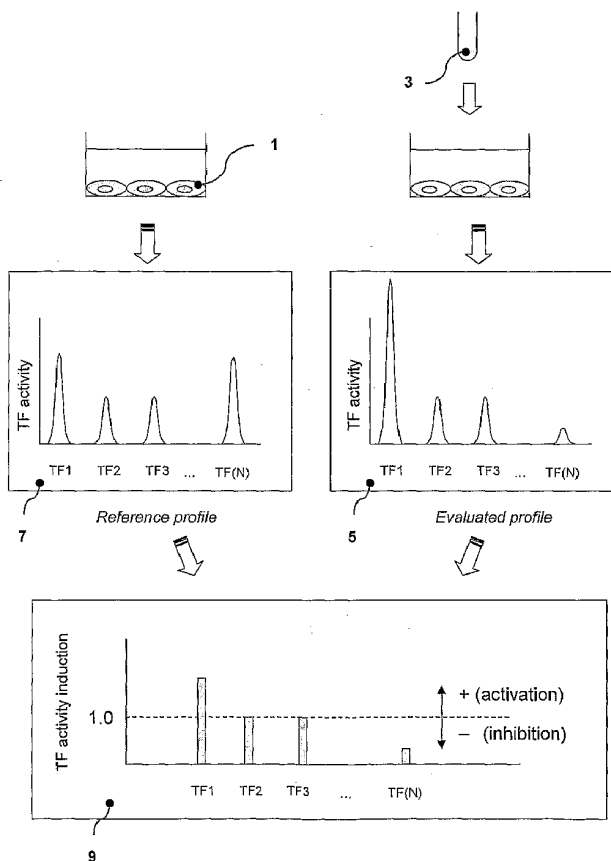 3
1
TF activity
TF1 TF2 TF3 ... TF(N)
7
Reference profile
TF activity
TF1 TF2 TF3 ... TF(N)
5
Evaluated profile
TF activity induction
1.0
+ (activation)
– (inhibition)
TF1 TF2 TF3 ... TF(N)
9